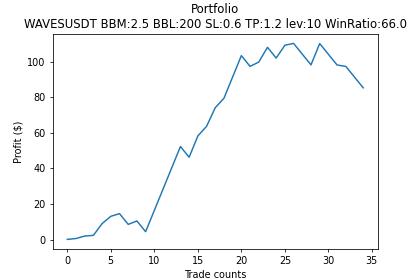 Portfolio
WAVESUSDT BBM:2.5 BBL:200 SL:0.6 TP:1.2 lev:10 WinRatio:66.0
100
80
60
40
20
0
Profit ($)
0 5 10 15 20 25 30 35
Trade counts